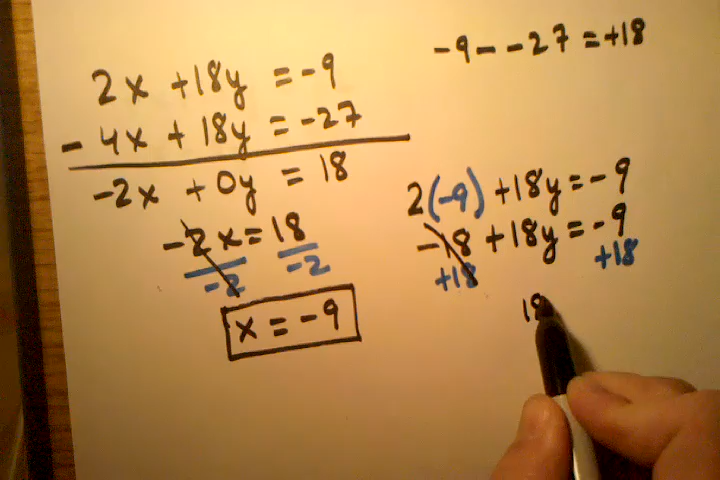 2x +18y = -9
- 4x + 18y = -27
-2x + 0y = 18
-2x = 18
-2 -2
x = -9
-9 - -27 = +18
2(-9) +18y = -9
-18 +18y = -9
+18 +18
18